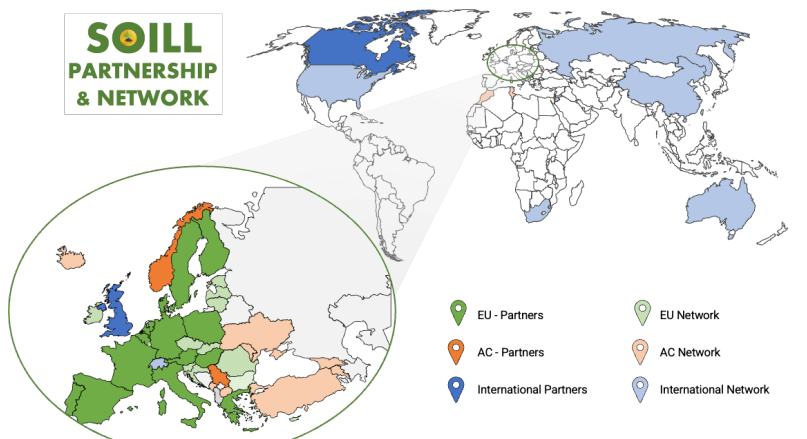 SOILL
PARTNERSHIP
& NETWORK
EU - Partners
EU Network
AC - Partners
AC Network
International Partners
International Network